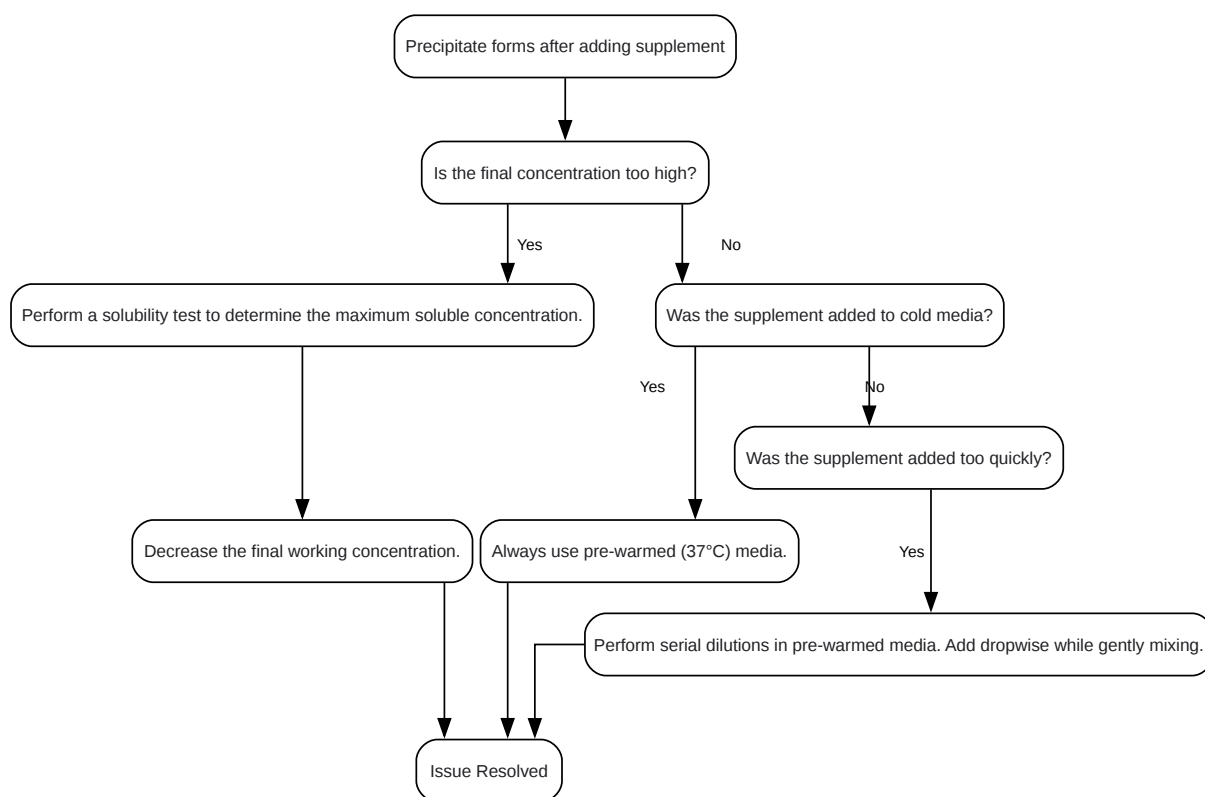 Precipitate forms after adding supplement
Is the final concentration too high?
Yes
No
Perform a solubility test to determine the maximum soluble concentration.
Was the supplement added to cold media?
Yes
No
Was the supplement added too quickly?
Decrease the final working concentration.
Always use pre-warmed (37°C) media.
Yes
Perform serial dilutions in pre-warmed media. Add dropwise while gently mixing.
Issue Resolved